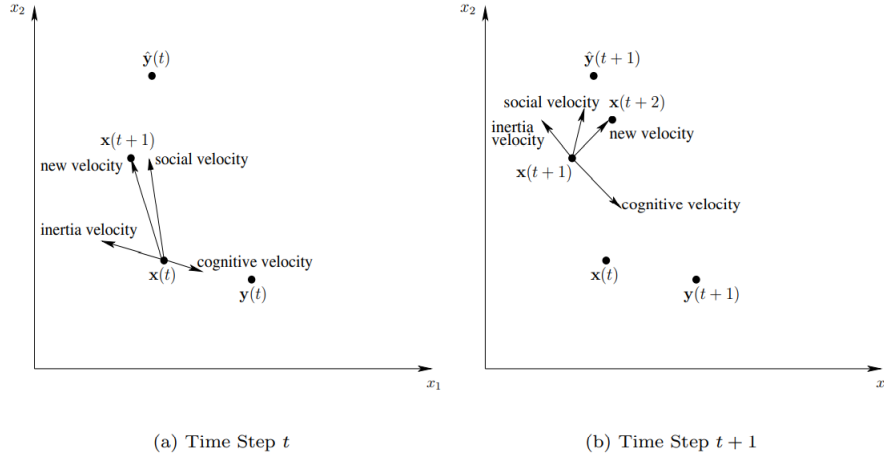 x₂
ŷ(t)
x(t + 1)
new velocity
social velocity
inertia velocity
cognitive velocity
x(t)
y(t)
x₁
(a) Time Step t
x₂
ŷ(t + 1)
social velocity
x(t + 2)
inertia
velocity
new velocity
x(t + 1)
cognitive velocity
x(t)
y(t + 1)
x
(b) Time Step t + 1